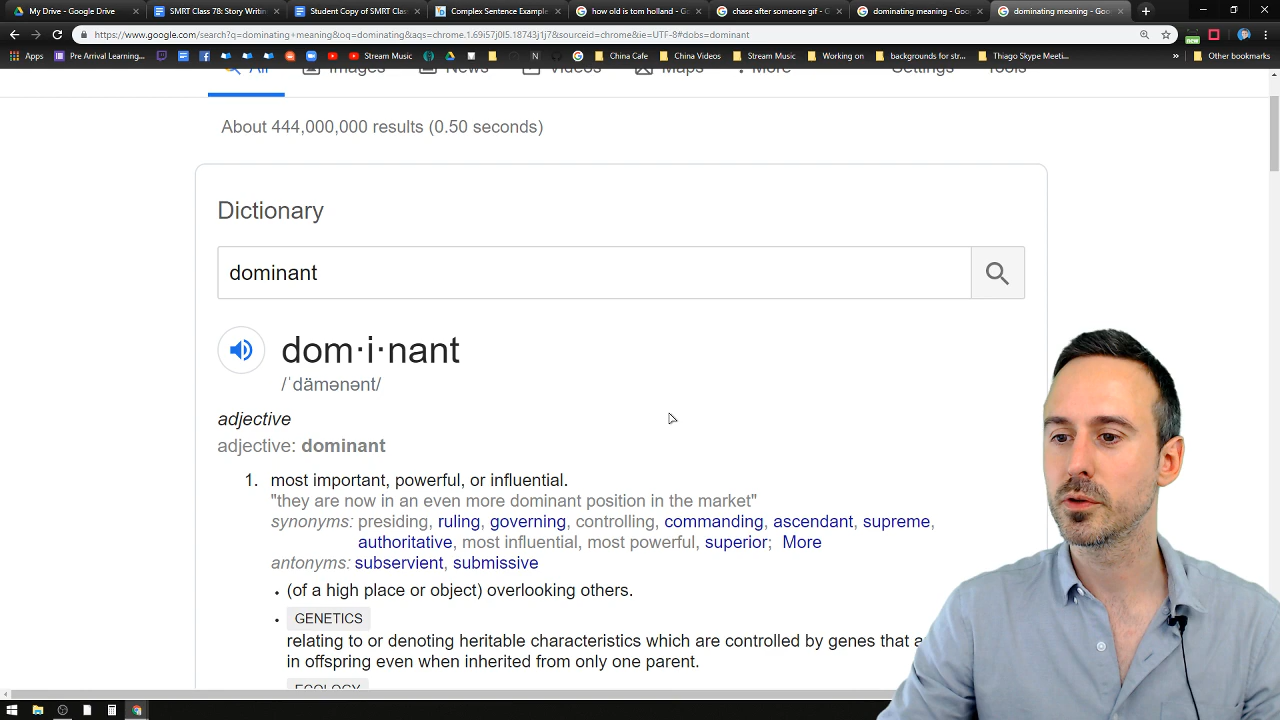 My Drive - Google Drive
SMRT Class 78: Story Writin
Student Copy of SMRT Clas
Complex Sentence Example
how old is tom holland - Go
chase after someone gif - G
dominating meaning - Goo
dominating meaning - Goo
https://www.google.com/search?q=dominating+meaning&oq=dominating&aqs=chrome.1.69i57j0l5.18743j1j7&sourceid=chrome&ie=UTF-8#dobs=dominant
Apps
Pre Arrival Learning...
Stream Music
China Cafe
China Videos
Stream Music
Working on
backgrounds for str...
Thiago Skype Meeti...
Other bookmarks
All
Images
News
Videos
Maps
More
Settings
Tools
About 444,000,000 results (0.50 seconds)
Dictionary
dominant
dom·i·nant
/ˈdämənənt/
adjective
adjective: dominant
1. most important, powerful, or influential.
"they are now in an even more dominant position in the market"
synonyms: presiding, ruling, governing, controlling, commanding, ascendant, supreme,
authoritative, most influential, most powerful, superior; More
antonyms: subservient, submissive
• (of a high place or object) overlooking others.
• GENETICS
relating to or denoting heritable characteristics which are controlled by genes that a
in offspring even when inherited from only one parent.
ECOLOGY